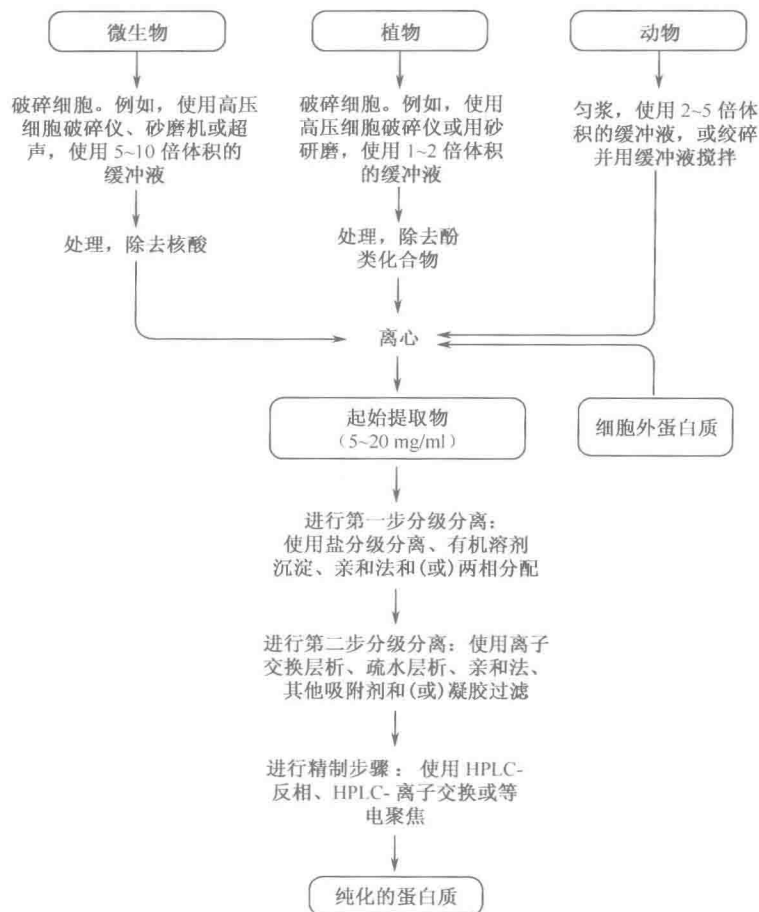 微生物
植物
动物
破碎细胞。例如，使用高压
细胞破碎仪、砂磨机或超
声，使用 5~10 倍体积的
缓冲液
破碎细胞。例如，使用
高压细胞破碎仪或用砂
研磨，使用 1~2 倍体积
的缓冲液
匀浆，使用 2~5 倍体
积的缓冲液，或绞碎
并用缓冲液搅拌
处理，除去核酸
处理，除去酚
类化合物
离心
起始提取物
（5~20 mg/ml）
细胞外蛋白质
进行第一步分级分离：
使用盐分级分离、有机溶剂
沉淀、亲和法和(或)两相分配
进行第二步分级分离：使用离子
交换层析、疏水层析、亲和法、
其他吸附剂和(或)凝胶过滤
进行精制步骤： 使用 HPLC-
反相、HPLC- 离子交换或等
电聚焦
纯化的蛋白质